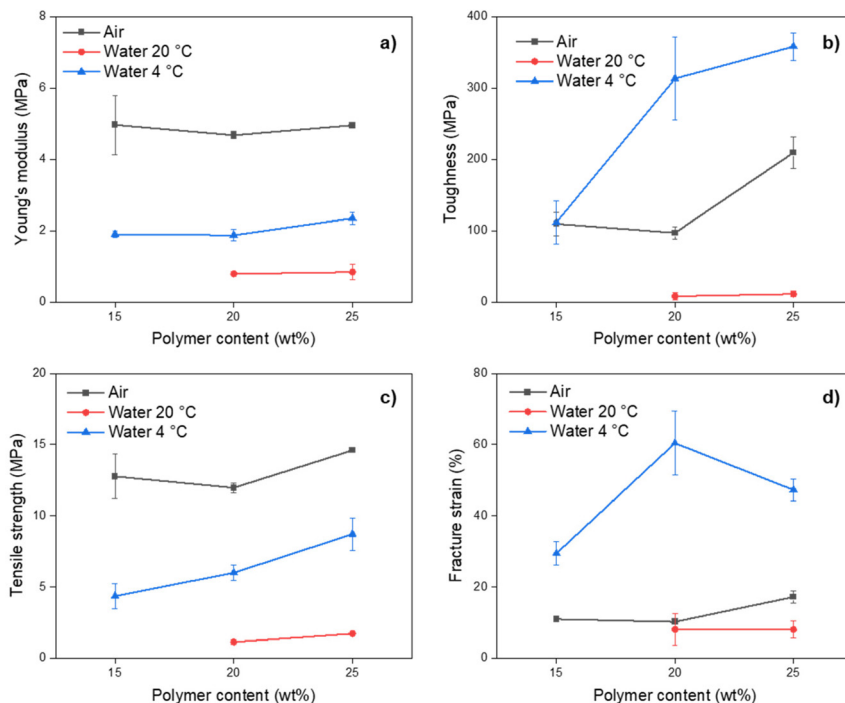 a)
Air
Water 20 °C
Water 4 °C
Young's modulus (MPa)
8
6
4
2
0
15 20 25
Polymer content (wt%)
b)
Air
Water 20 °C
Water 4 °C
Toughness (MPa)
400
300
200
100
0
15 20 25
Polymer content (wt%)
c)
Air
Water 20 °C
Water 4 °C
Tensile strength (MPa)
20
15
10
5
0
15 20 25
Polymer content (wt%)
d)
Air
Water 20 °C
Water 4 °C
Fracture strain (%)
80
60
40
20
0
15 20 25
Polymer content (wt%)